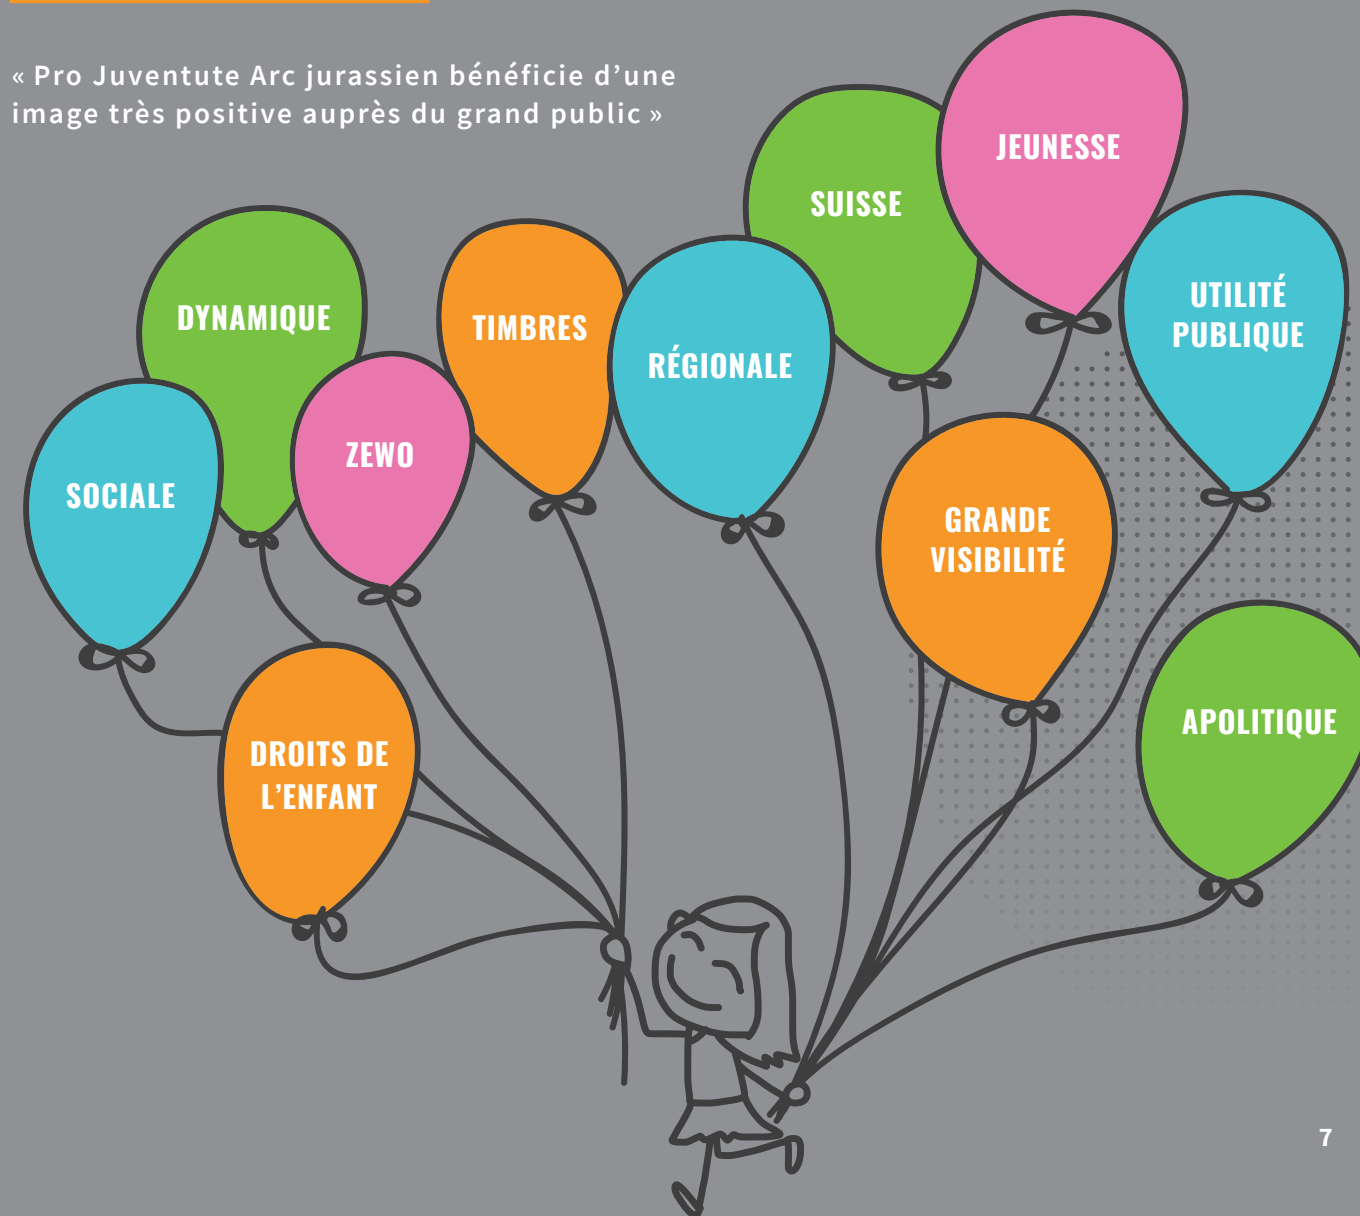 « Pro Juventute Arc jurassien bénéficie d’une
image très positive auprès du grand public »
JEUNESSE
SUISSE
UTILITÉ
PUBLIQUE
DYNAMIQUE
TIMBRES
RÉGIONALE
ZEWO
SOCIALE
GRANDE
VISIBILITÉ
APOLITIQUE
DROITS DE
L’ENFANT
7